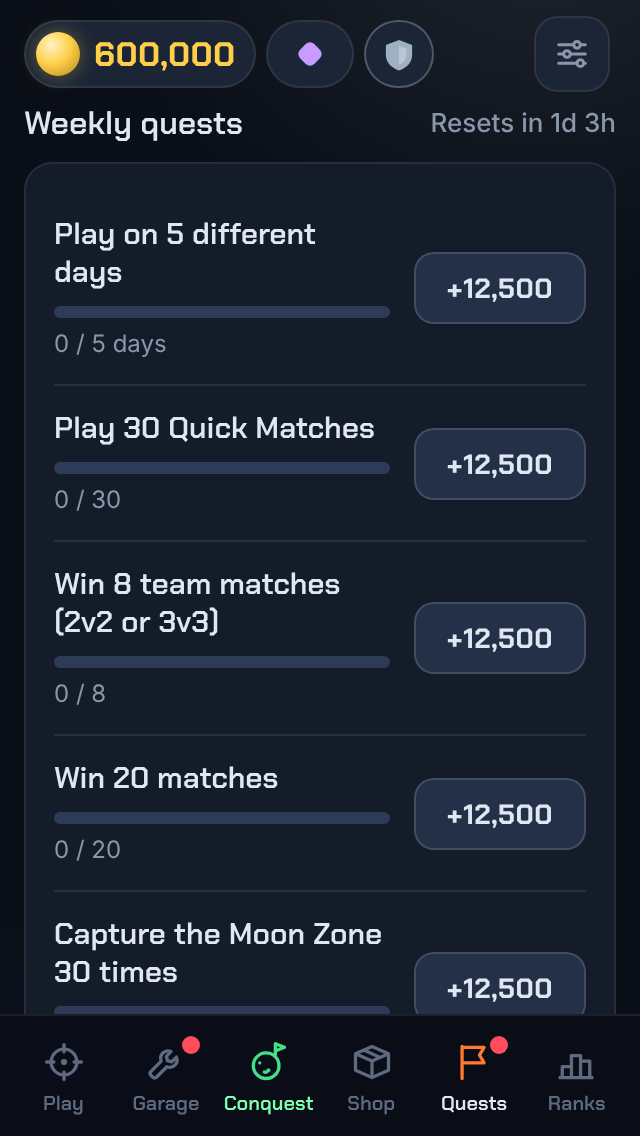 600,000
Weekly quests
Resets in 1d 3h
Play on 5 different
days
+12,500
0 / 5 days
Play 30 Quick Matches
+12,500
0 / 30
Win 8 team matches
(2v2 or 3v3)
+12,500
0 / 8
Win 20 matches
+12,500
0 / 20
Capture the Moon Zone
30 times
+12,500
Play
Garage
Conquest
Shop
Quests
Ranks